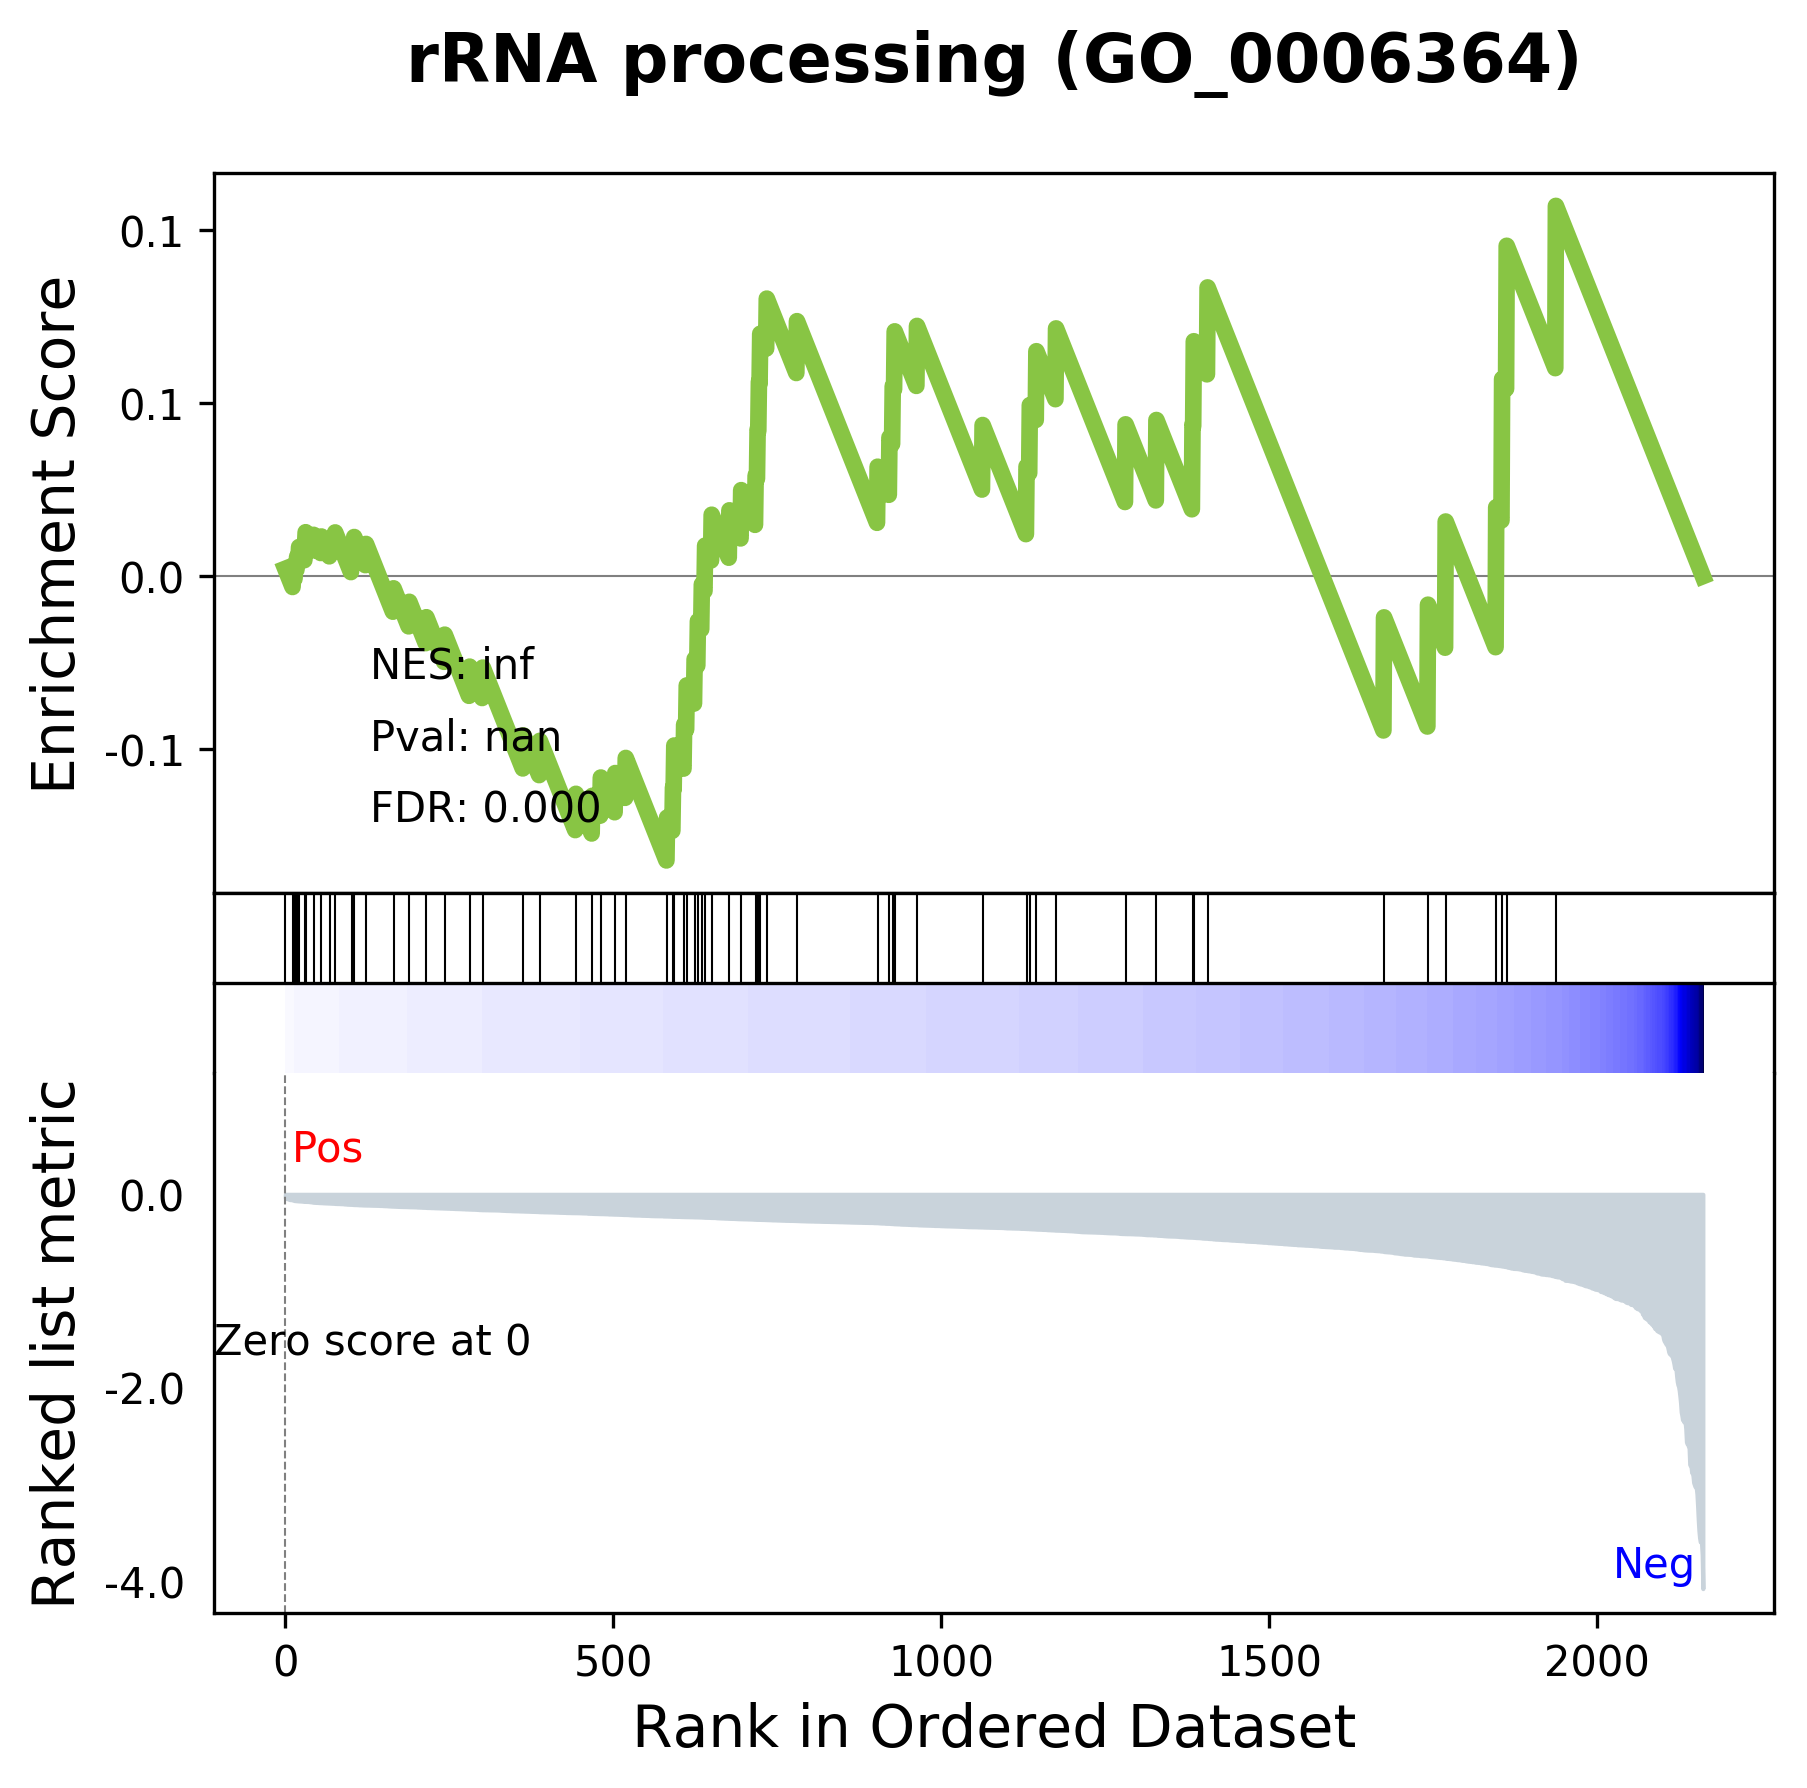 rRNA processing (GO_0006364)
Enrichment Score
0.1
0.1
0.0
-0.1
NES: inf
Pval: nan
FDR: 0.000
Ranked list metric
Pos
0.0
Zero score at 0
-2.0
Neg
-4.0
0 500 1000 1500 2000
Rank in Ordered Dataset